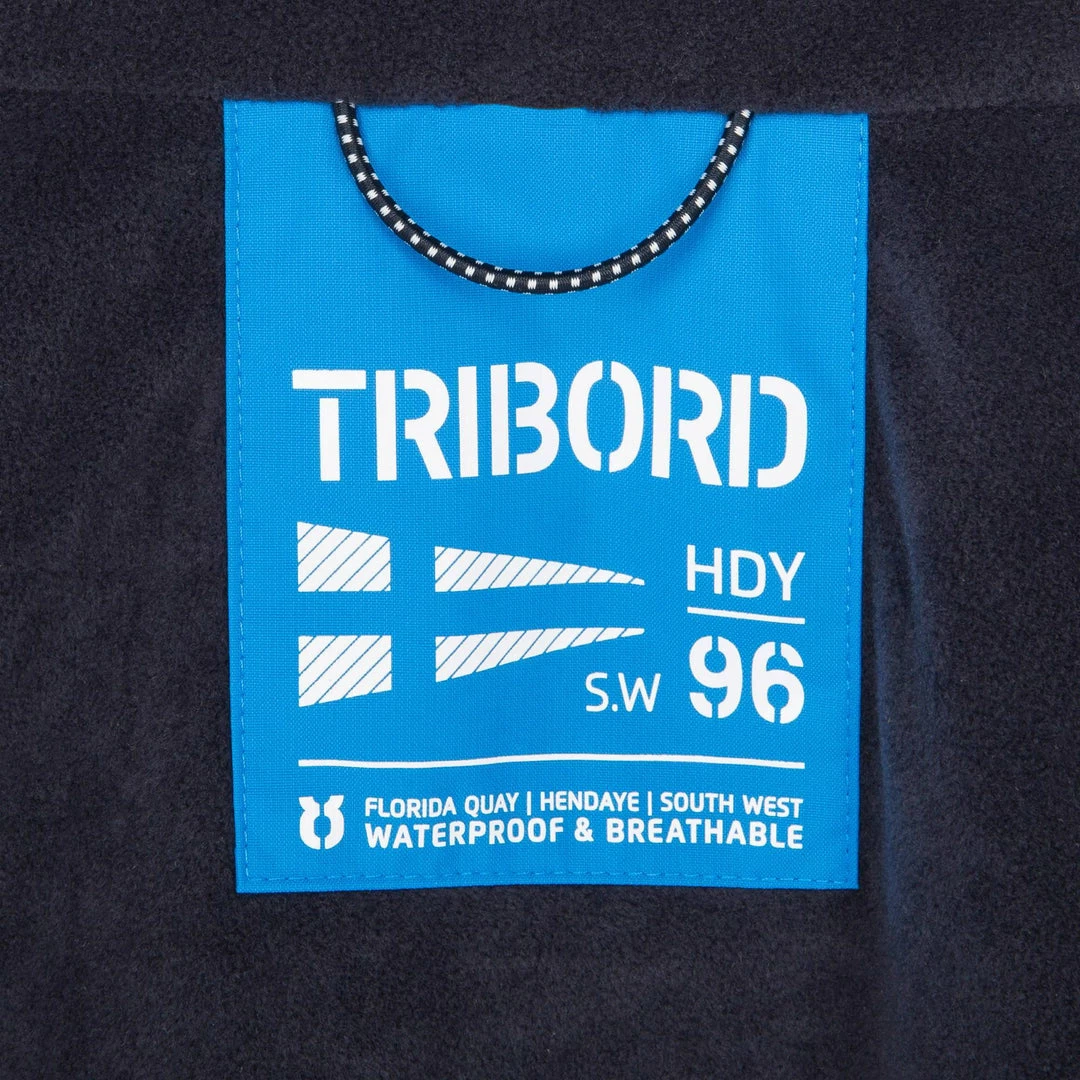 TRIBORD
HDY
S.W 96
FLORIDA QUAY | HENDAYE | SOUTH WEST
WATERPROOF & BREATHABLE